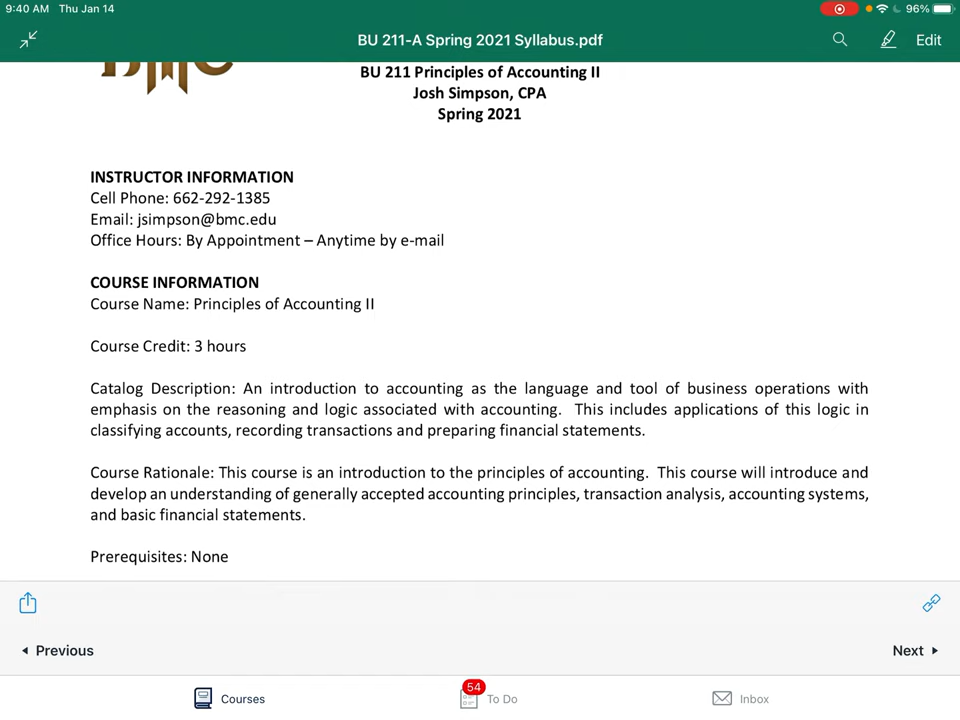 9:40 AM Thu Jan 14 96%
BU 211-A Spring 2021 Syllabus.pdf Edit
BMC
BU 211 Principles of Accounting II
Josh Simpson, CPA
Spring 2021
INSTRUCTOR INFORMATION
Cell Phone: 662-292-1385
Email: jsimpson@bmc.edu
Office Hours: By Appointment – Anytime by e-mail
COURSE INFORMATION
Course Name: Principles of Accounting II
Course Credit: 3 hours
Catalog Description: An introduction to accounting as the language and tool of business operations with
emphasis on the reasoning and logic associated with accounting. This includes applications of this logic in
classifying accounts, recording transactions and preparing financial statements.
Course Rationale: This course is an introduction to the principles of accounting. This course will introduce and
develop an understanding of generally accepted accounting principles, transaction analysis, accounting systems,
and basic financial statements.
Prerequisites: None
Previous Next
Courses 54 To Do Inbox